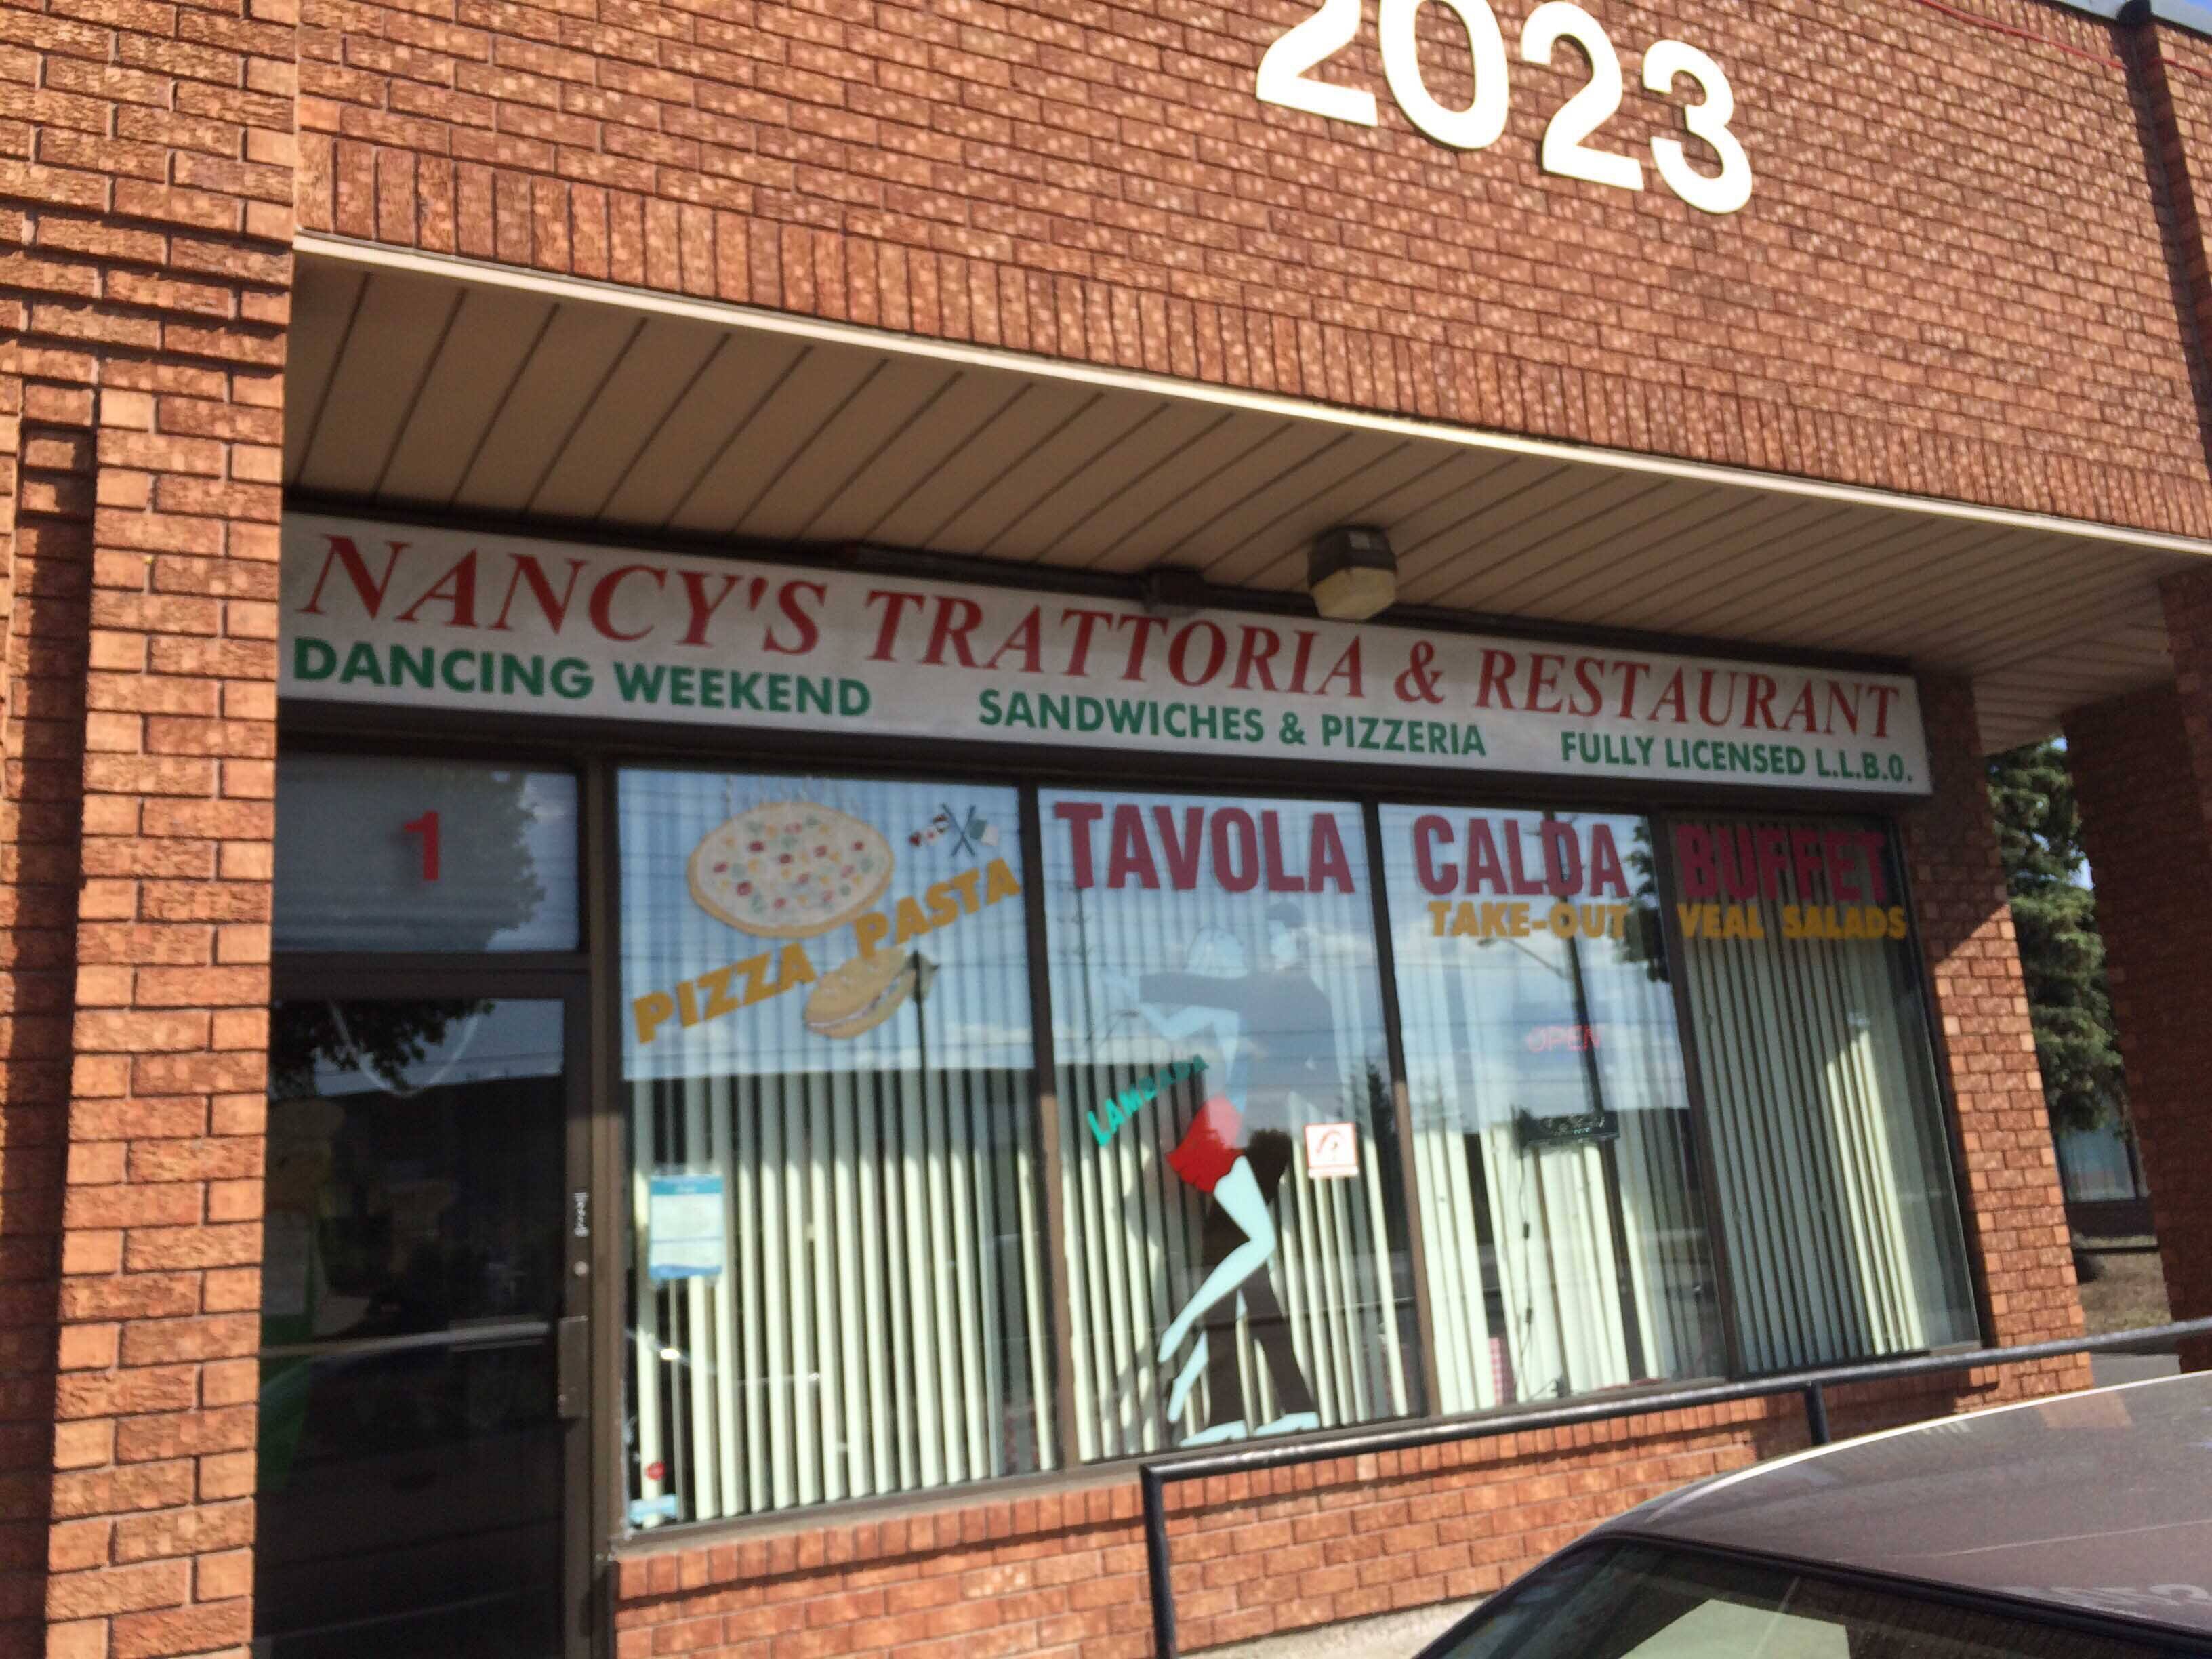 2023
NANCY'S TRATTORIA & RESTAURANT
DANCING WEEKEND SANDWICHES & PIZZERIA FULLY LICENSED L.L.B.O.
1
TAVOLA CALDA BUFFET
TAKE-OUT VEAL SALADS
PIZZA PASTA
OPEN
LAMBADA